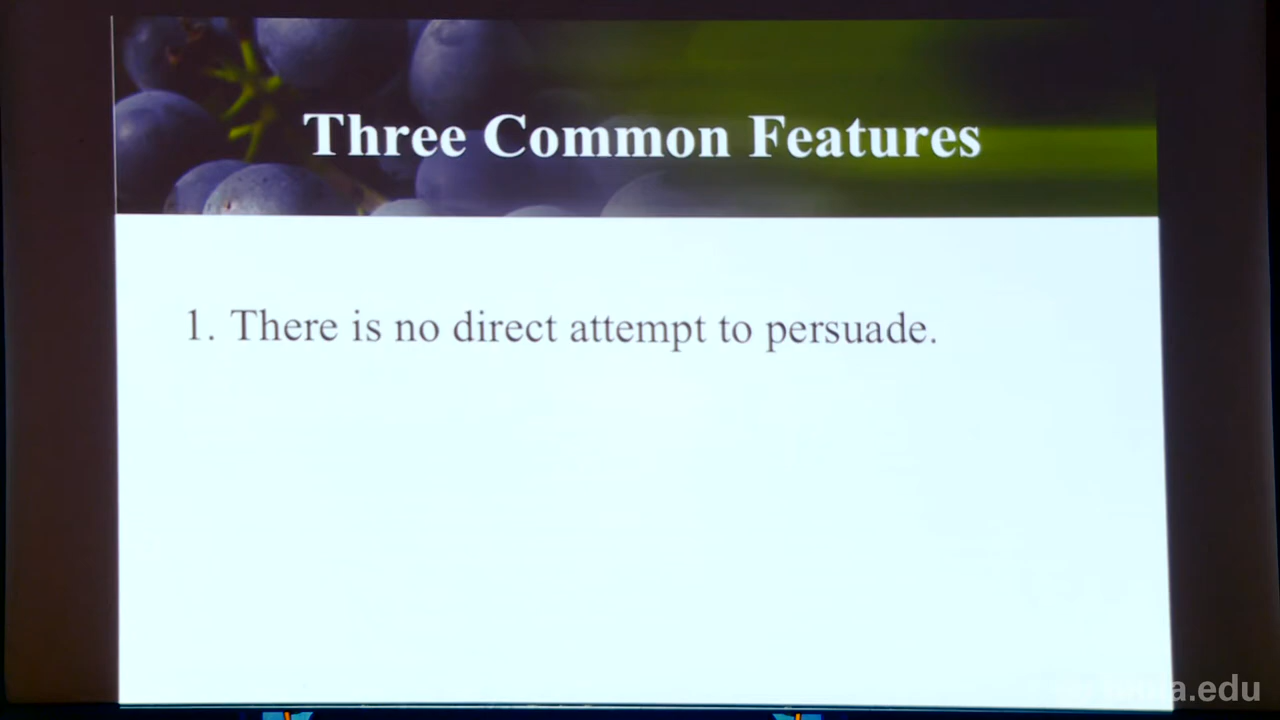 Three Common Features
1. There is no direct attempt to persuade.